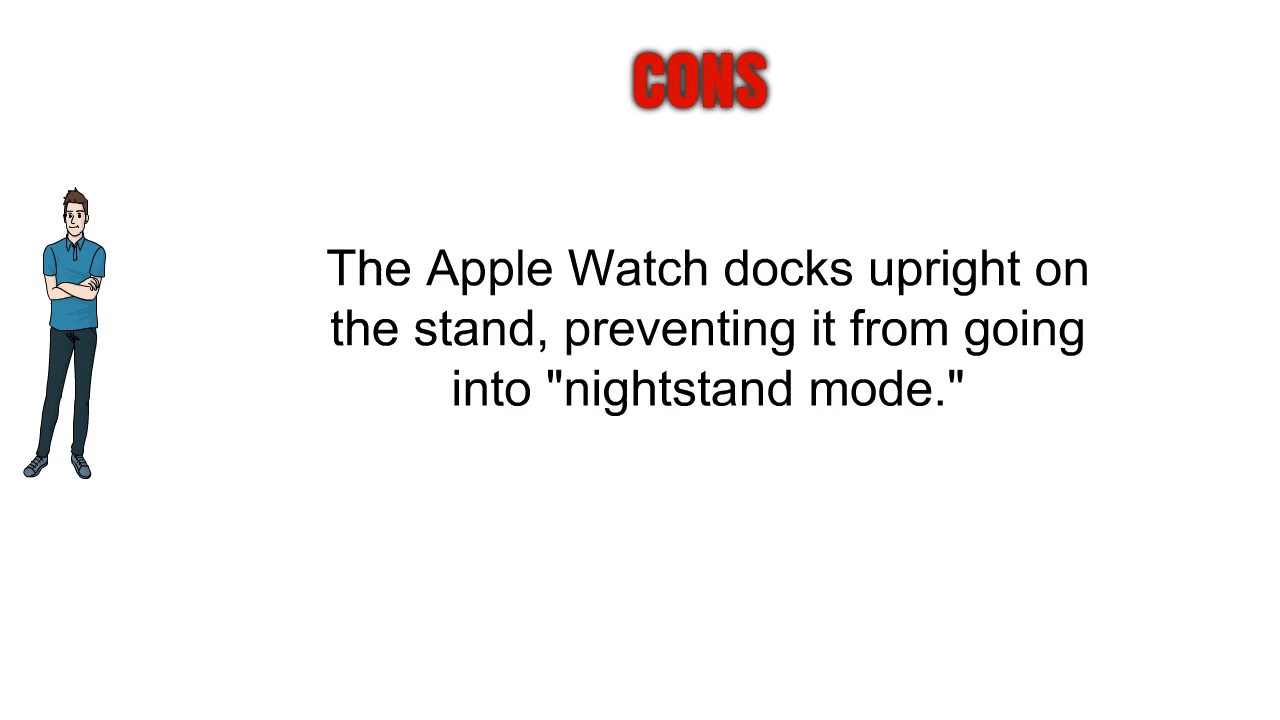 CONS
The Apple Watch docks upright on
the stand, preventing it from going
into "nightstand mode."